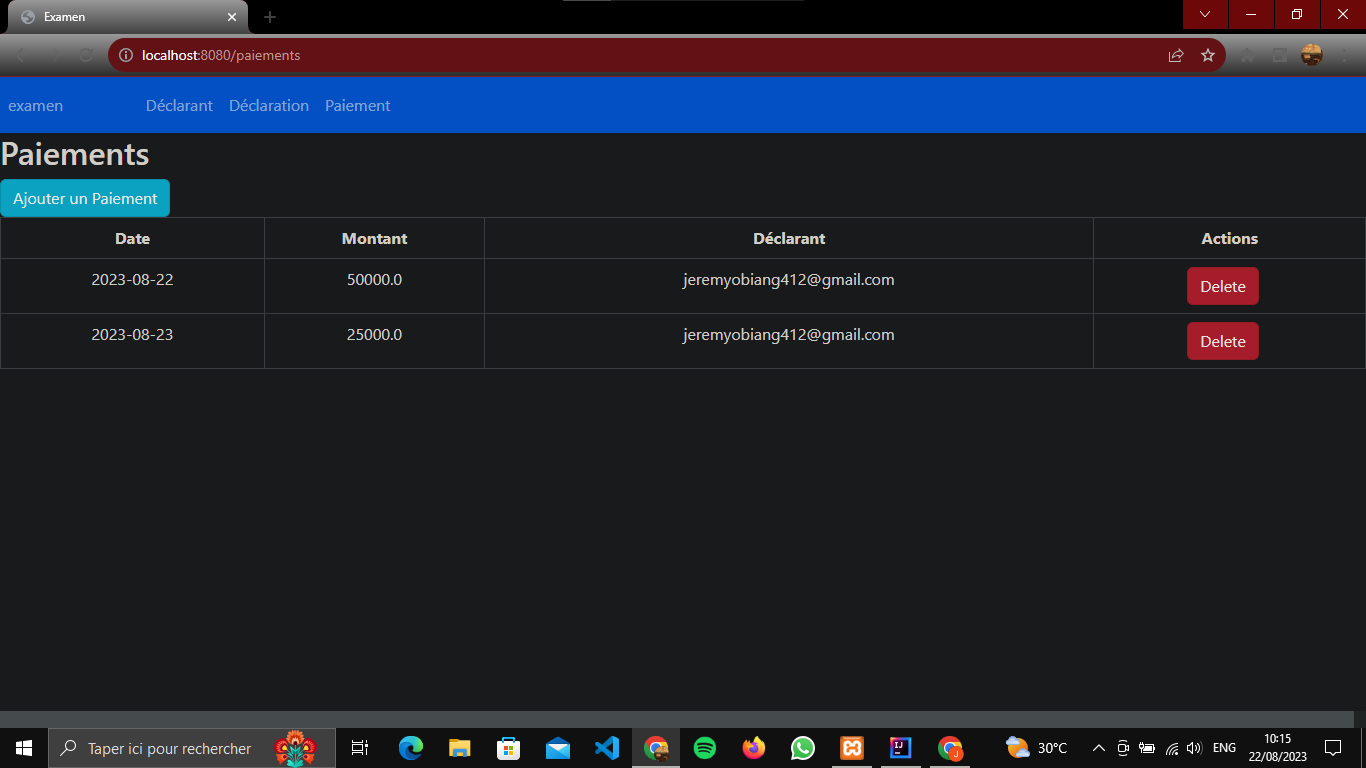 Examen
localhost:8080/paiements
examen Déclarant Déclaration Paiement
Paiements
Ajouter un Paiement
Date Montant Déclarant Actions
2023-08-22 50000.0 jeremyobiang412@gmail.com Delete
2023-08-23 25000.0 jeremyobiang412@gmail.com Delete
Taper ici pour rechercher
30°C
ENG
10:15
22/08/2023